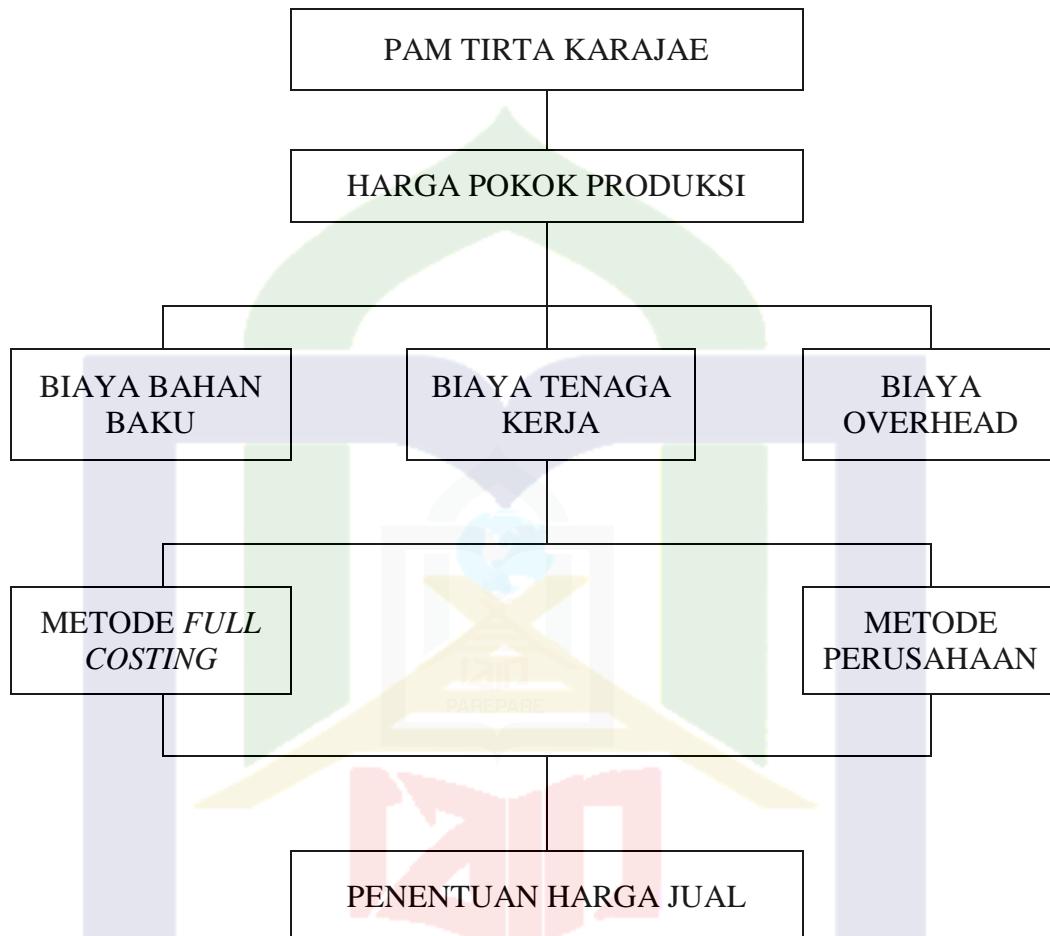 PAM TIRTA KARAJAE
HARGA POKOK PRODUKSI
BIAYA BAHAN
BAKU
BIAYA TENAGA
KERJA
BIAYA
OVERHEAD
METODE FULL
COSTING
METODE
PERUSAHAAN
PAREPARE
PENENTUAN HARGA JUAL